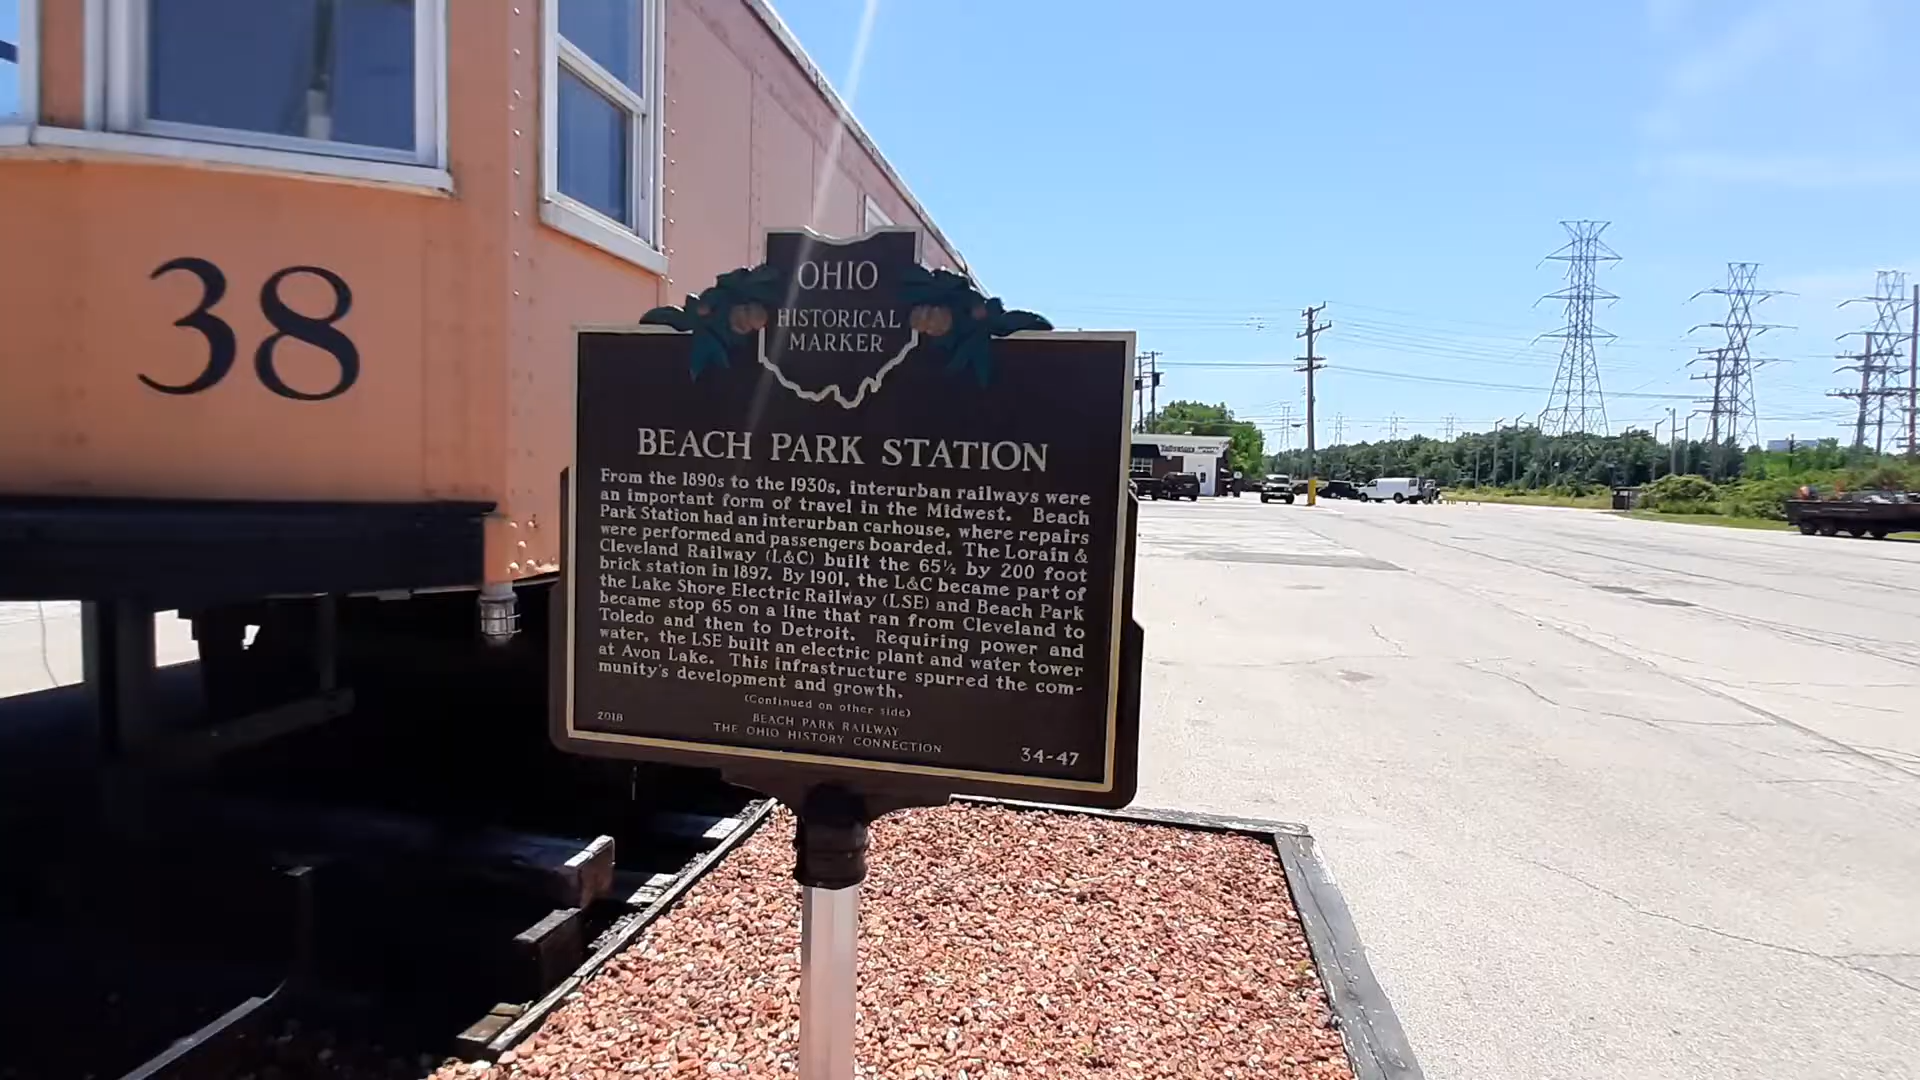 38
OHIO
HISTORICAL
MARKER
BEACH PARK STATION
From the 1890s to the 1930s, interurban railways were
an important form of travel in the Midwest. Beach
Park Station had an interurban carhouse, where repairs
were performed and passengers boarded. The Lorain &
Cleveland Railway (L&C) built the 65½ by 200 foot
brick station in 1897. By 1901, the L&C became part of
the Lake Shore Electric Railway (LSE) and Beach Park
became stop 65 on a line that ran from Cleveland to
Toledo and then to Detroit. Requiring power and
water, the LSE built an electric plant and water tower
at Avon Lake. This infrastructure spurred the com-
munity's development and growth.
(Continued on other side)
2018
BEACH PARK RAILWAY
THE OHIO HISTORY CONNECTION
34-47